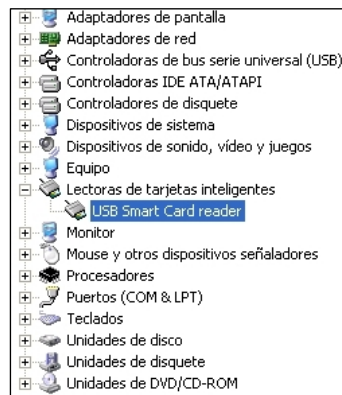 Adaptadores de pantalla
Adaptadores de red
Controladoras de bus serie universal (USB)
Controladoras IDE ATA/ATAPI
Controladores de disquete
Dispositivos de sistema
Dispositivos de sonido, vídeo y juegos
Equipo
Lectoras de tarjetas inteligentes
USB Smart Card reader
Monitor
Mouse y otros dispositivos señaladores
Procesadores
Puertos (COM & LPT)
Teclados
Unidades de disco
Unidades de disquete
Unidades de DVD/CD-ROM